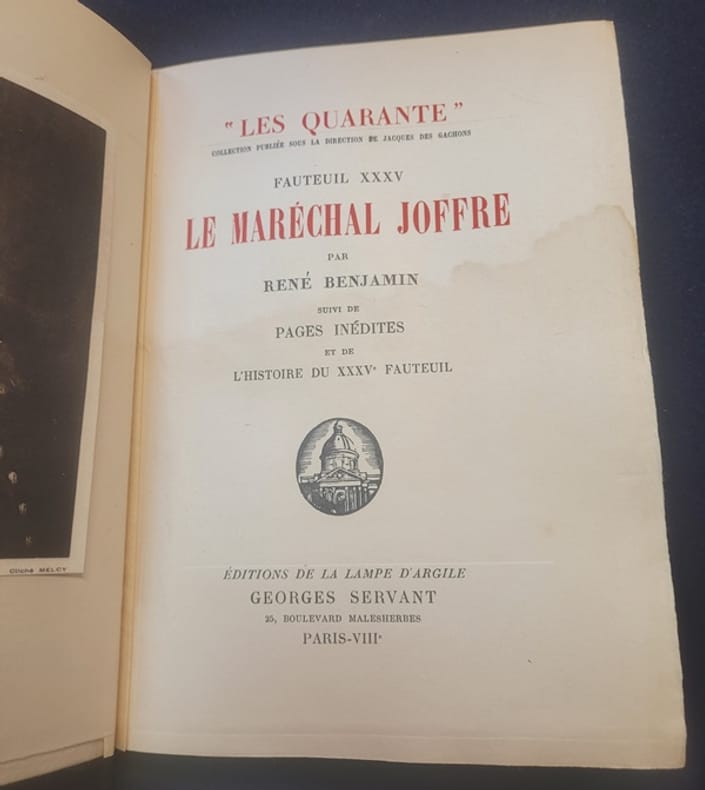 "LES QUARANTE"
COLLECTION PUBLIÉE SOUS LA DIRECTION DE JACQUES DES GACHONS
FAUTEUIL XXXV
LE MARÉCHAL JOFFRE
PAR
RENÉ BENJAMIN
SUIVI DE
PAGES INÉDITES
ET DE
L'HISTOIRE DU XXXVe FAUTEUIL
ÉDITIONS DE LA LAMPE D'ARGILE
GEORGES SERVANT
25, BOULEVARD MALESHERBES
PARIS-VIIIe
Cliché MELCY